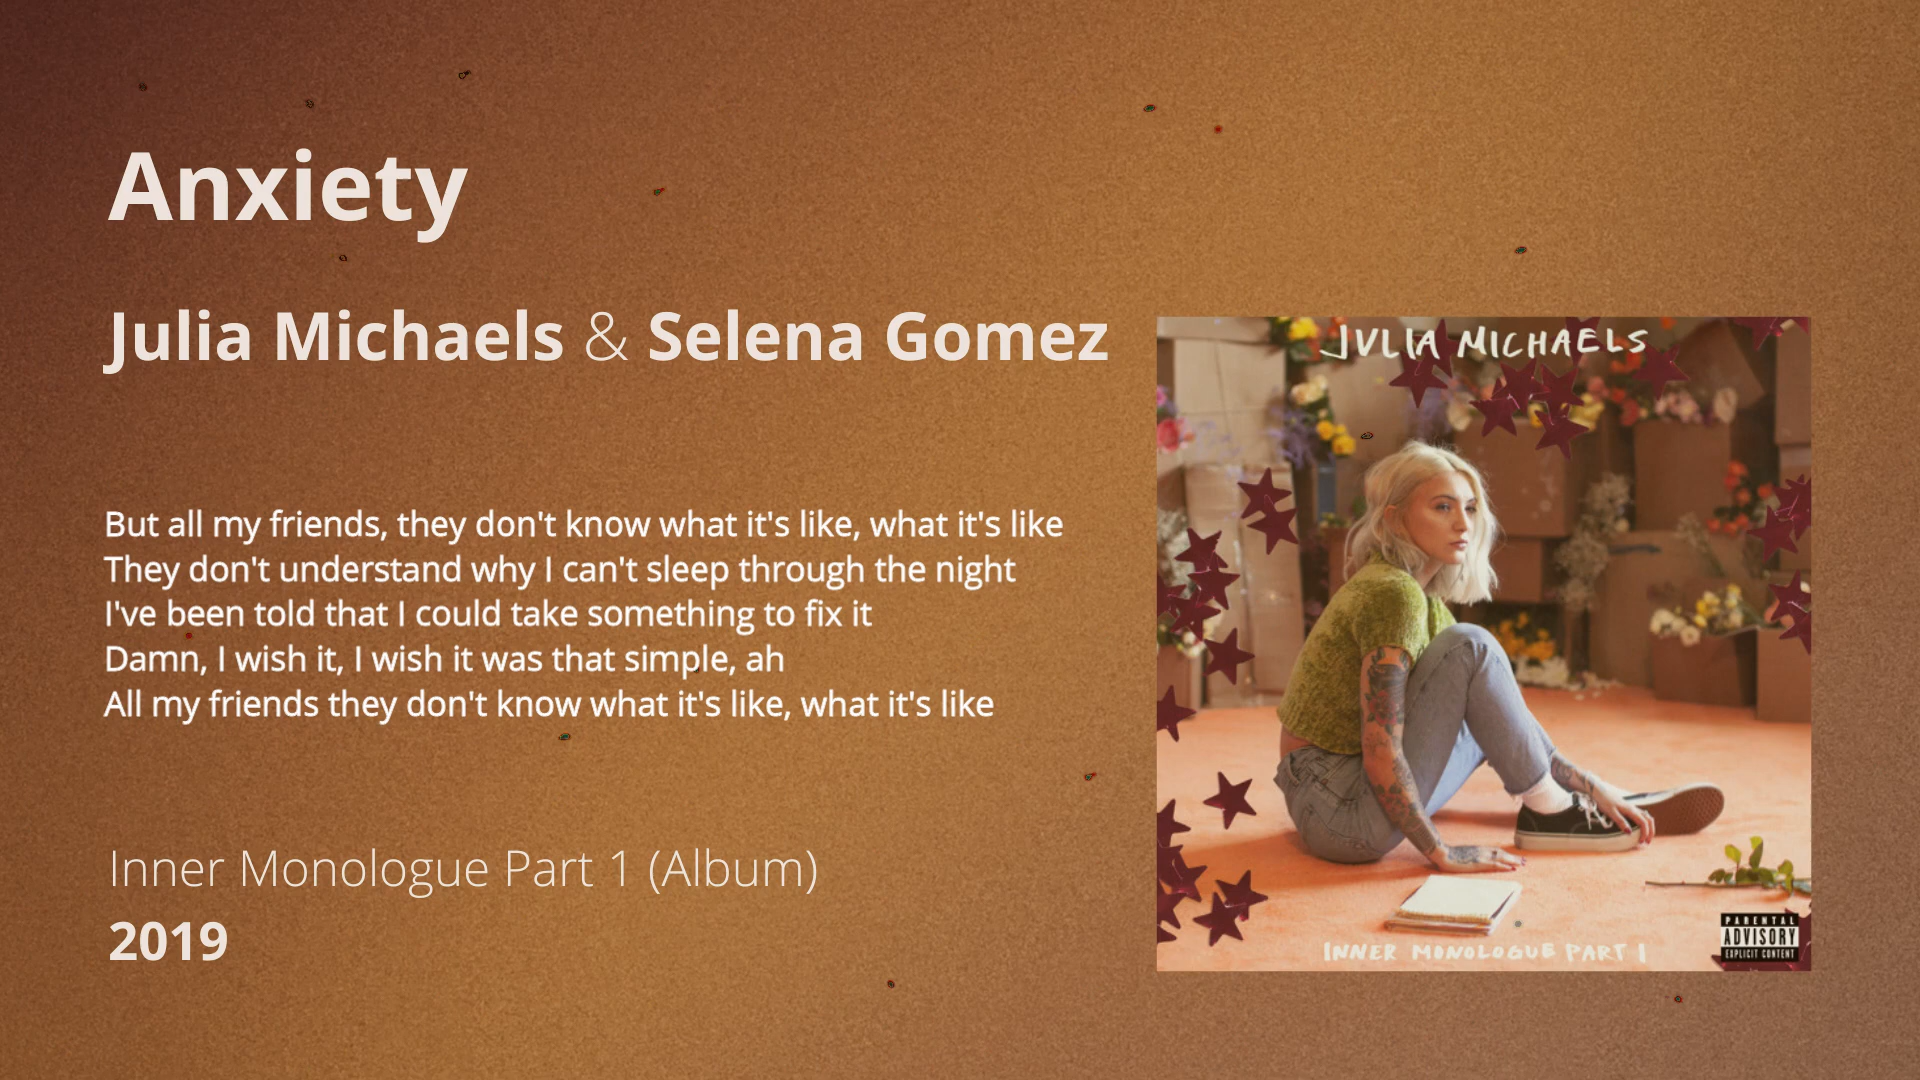 Anxiety
Julia Michaels & Selena Gomez
But all my friends, they don't know what it's like, what it's like
They don't understand why I can't sleep through the night
I've been told that I could take something to fix it
Damn, I wish it, I wish it was that simple, ah
All my friends they don't know what it's like, what it's like
Inner Monologue Part 1 (Album)
2019
JULIA MICHAELS
INNER MONOLOGUE PART 1
PARENTAL
ADVISORY
EXPLICIT CONTENT